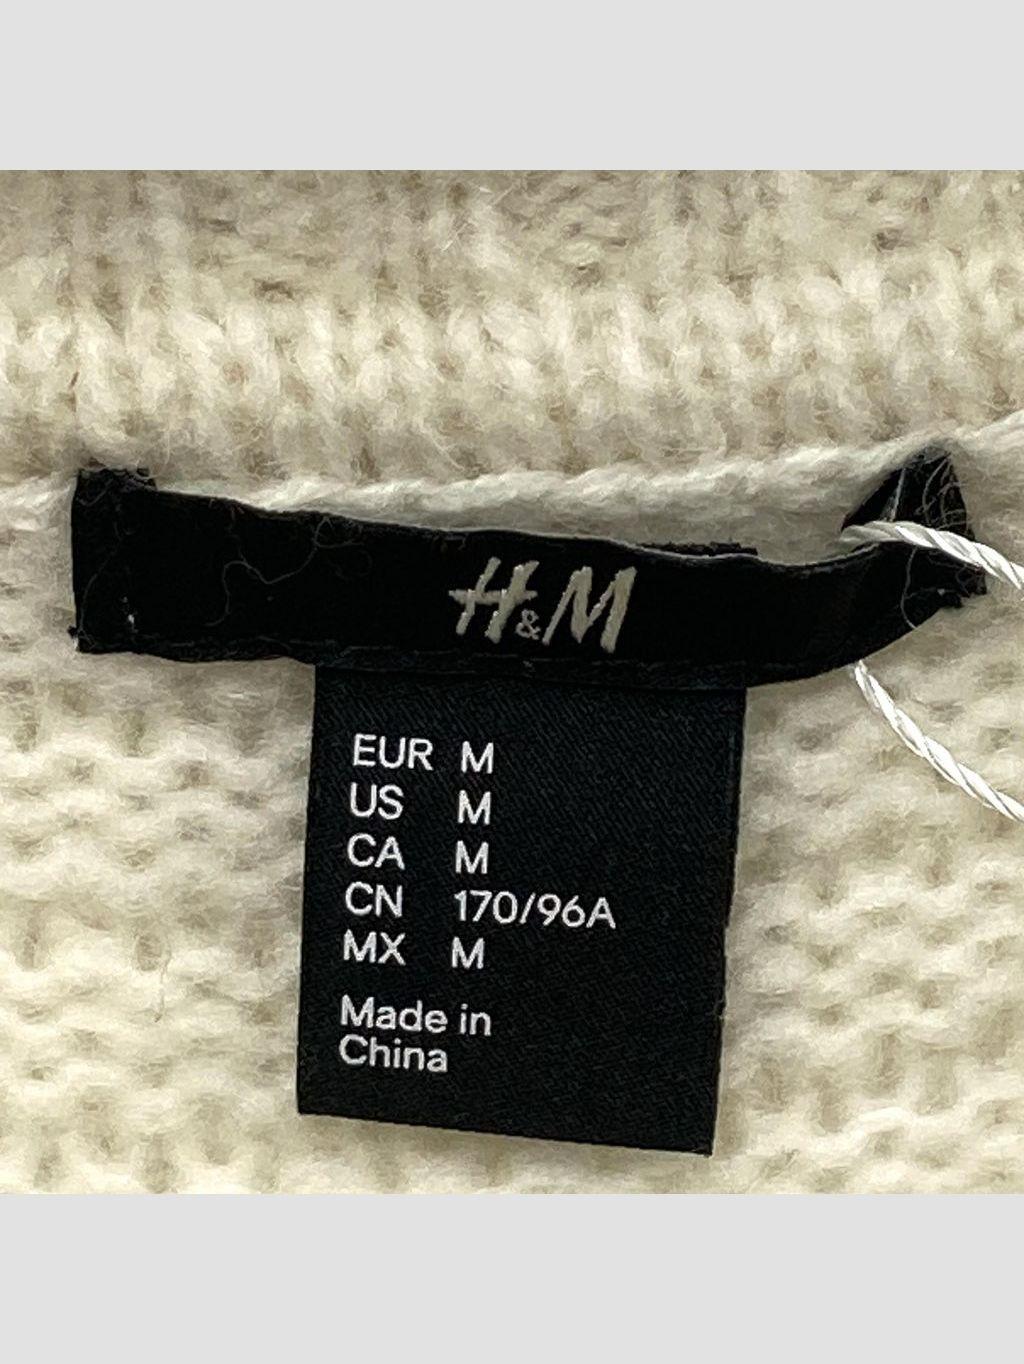 H&M
EUR M
US M
CA M
CN 170/96A
MX M
Made in
China